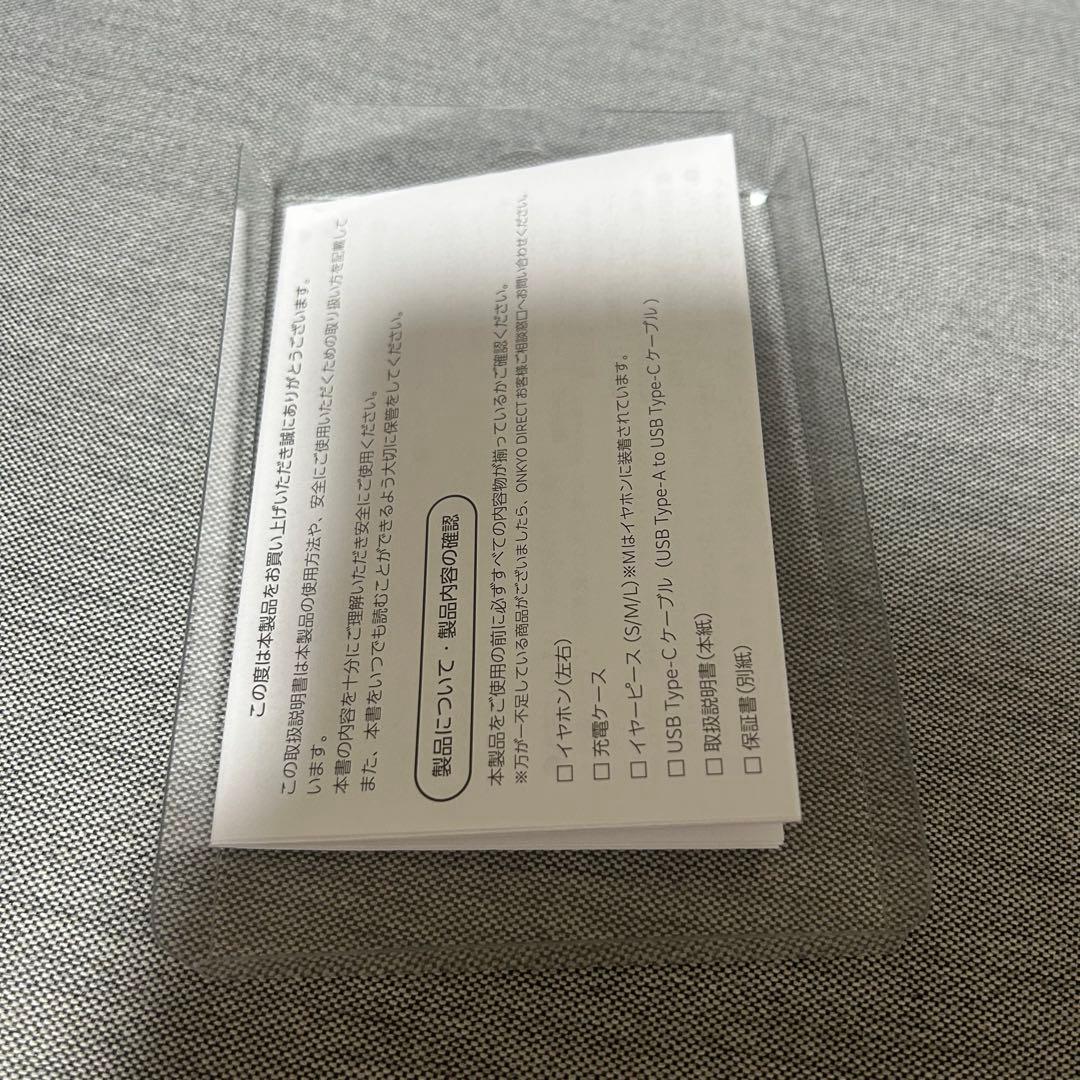 この度は本製品をお買い上げいただき誠にありがとうございます。
この取扱説明書は本製品の使用方法や、安全にご使用いただくための取り扱い方を記載して
います。
本書の内容を十分にご理解いただき安全にご使用ください。
また、本書をいつでも読むことができるよう大切に保管をしてください。
製品について・製品内容の確認
本製品をご使用の前に必ずすべての内容物が揃っているかご確認ください。
※万が一不足している商品がございましたら、ONKYO DIRECT お客様ご相談窓口へお問い合わせください。
□ イヤホン(左右)
□ 充電ケース
□ イヤーピース (S/M/L) ※Mはイヤホンに装着されています。
□ USB Type-C ケーブル (USB Type-A to USB Type-C ケーブル)
□ 取扱説明書(本紙)
□ 保証書(別紙)